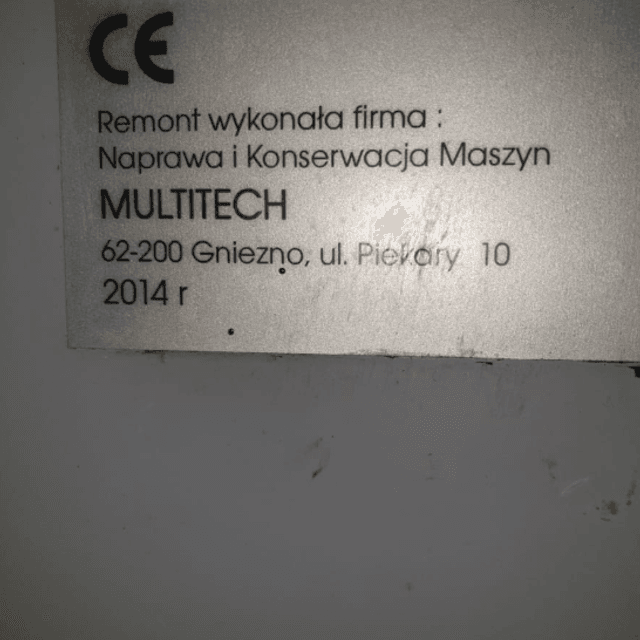 CE
Remont wykonała firma :
Naprawa i Konserwacja Maszyn
MULTITECH
62-200 Gniezno, ul. Piekary 10
2014 r